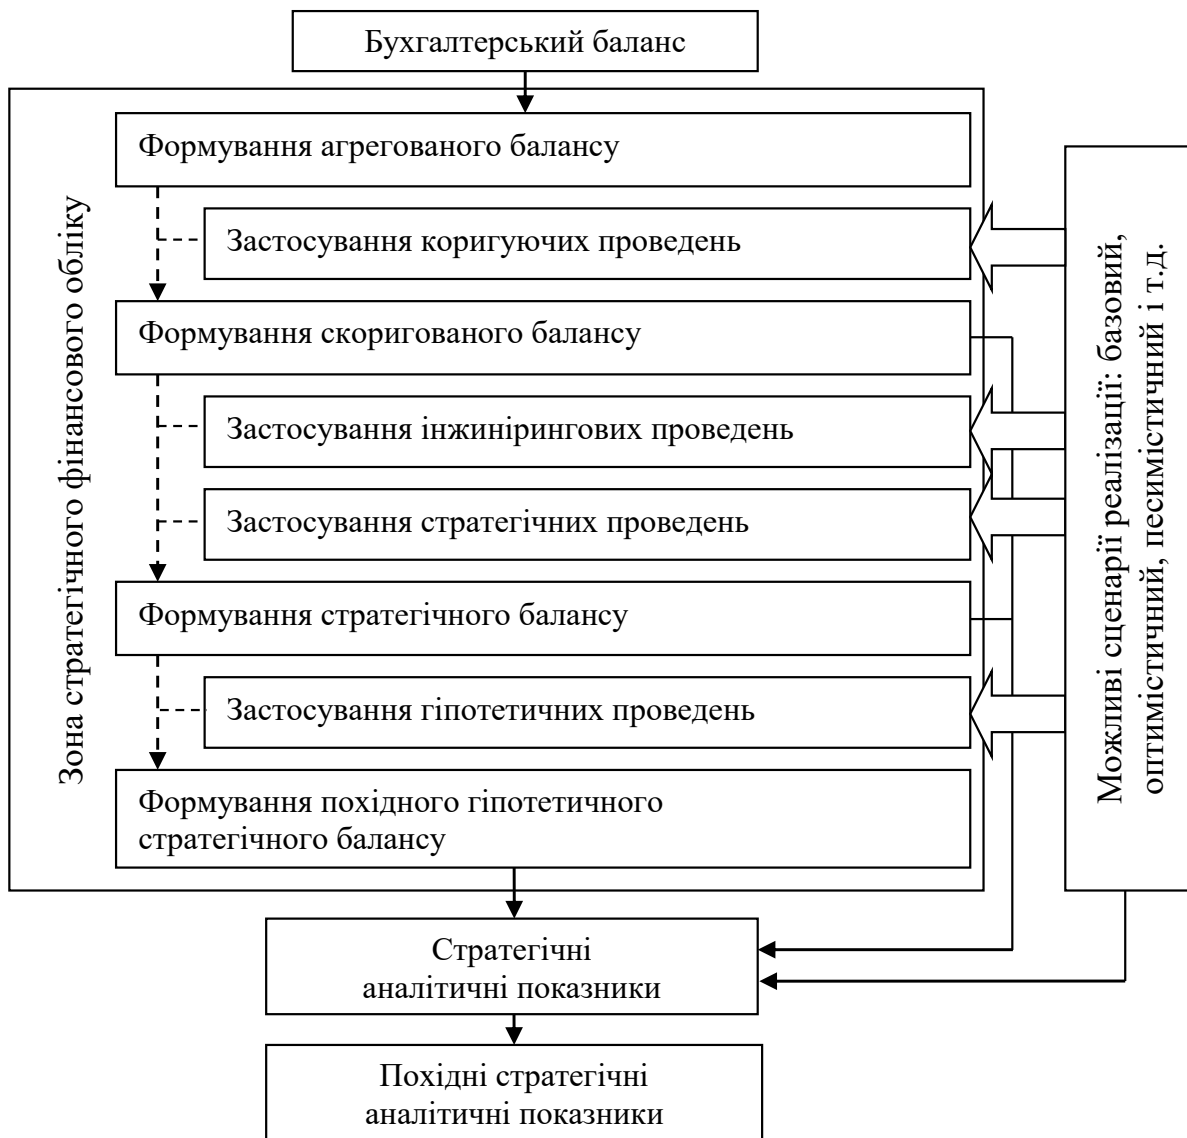 Бухгалтерський баланс
Зона стратегічного фінансового обліку
Формування агрегованого балансу
Застосування коригуючих проведень
Формування скоригованого балансу
Застосування інжинірингових проведень
Застосування стратегічних проведень
Формування стратегічного балансу
Застосування гіпотетичних проведень
Формування похідного гіпотетичного
стратегічного балансу
Можливі сценарії реалізації: базовий,
оптимістичний, песимістичний і т.д.
Стратегічні
аналітичні показники
Похідні стратегічні
аналітичні показники